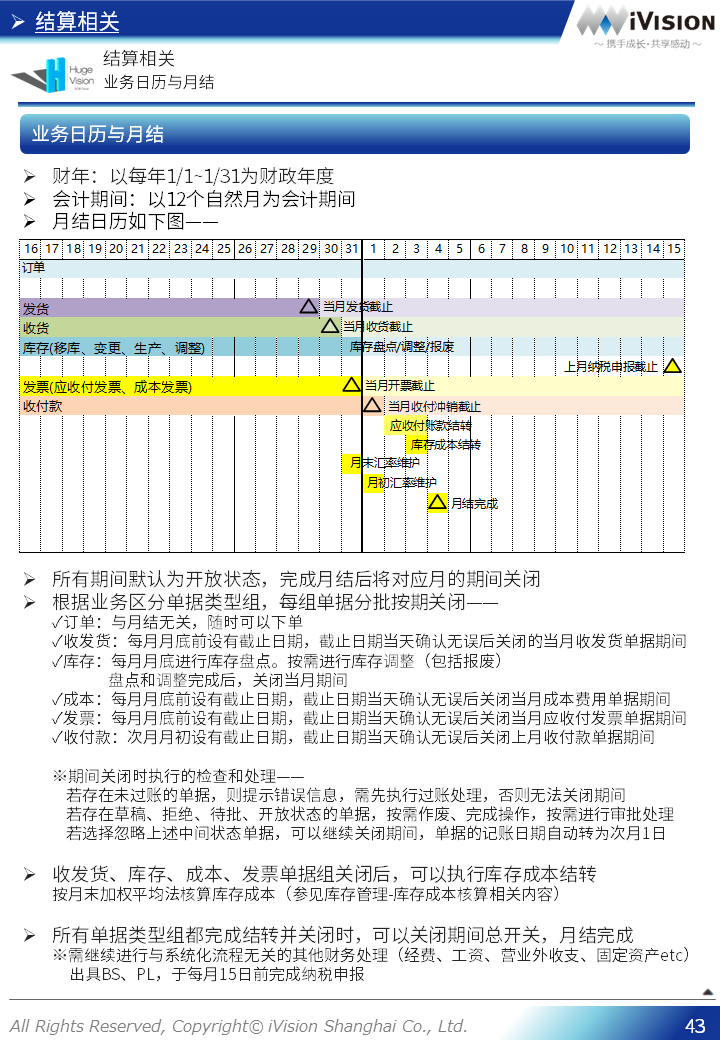 ➢ 结算相关
iVision
～ 携手成长·共享感动 ～
Huge Vision
结算相关
业务日历与月结
业务日历与月结
➢ 财年：以每年1/1~1/31为财政年度
➢ 会计期间：以12个自然月为会计期间
➢ 月结日历如下图——
16 17 18 19 20 21 22 23 24 25 26 27 28 29 30 31 1 2 3 4 5 6 7 8 9 10 11 12 13 14 15
订单
发货 当月发货截止
收货 当月收货截止
库存(移库、变更、生产、调整) 库存盘点/调整/报废
上月纳税申报截止
发票(应收付发票、成本发票) 当月开票截止
收付款 当月收付冲销截止
应收付账款结转
库存成本结转
月末汇率维护
月初汇率维护
月结完成
➢ 所有期间默认为开放状态，完成月结后将对应月的期间关闭
➢ 根据业务区分单据类型组，每组单据分批按期关闭——
✓订单：与月结无关，随时可以下单
✓收发货：每月月底前设有截止日期，截止日期当天确认无误后关闭的当月收发货单据期间
✓库存：每月月底进行库存盘点。按需进行库存调整（包括报废）
盘点和调整完成后，关闭当月期间
✓成本：每月月底前设有截止日期，截止日期当天确认无误后关闭当月成本费用单据期间
✓发票：每月月底前设有截止日期，截止日期当天确认无误后关闭当月应收付发票单据期间
✓收付款：次月月初设有截止日期，截止日期当天确认无误后关闭上月收付款单据期间
※期间关闭时执行的检查和处理——
若存在未过账的单据，则提示错误信息，需先执行过账处理，否则无法关闭期间
若存在草稿、拒绝、待批、开放状态的单据，按需作废、完成操作，按需进行审批处理
若选择忽略上述中间状态单据，可以继续关闭期间，单据的记账日期自动转为次月1日
➢ 收发货、库存、成本、发票单据组关闭后，可以执行库存成本结转
按月末加权平均法核算库存成本（参见库存管理-库存成本核算相关内容）
➢ 所有单据类型组都完成结转并关闭时，可以关闭期间总开关，月结完成
※需继续进行与系统化流程无关的其他财务处理（经费、工资、营业外收支、固定资产etc）
出具BS、PL，于每月15日前完成纳税申报
All Rights Reserved, Copyright© iVision Shanghai Co., Ltd.
43